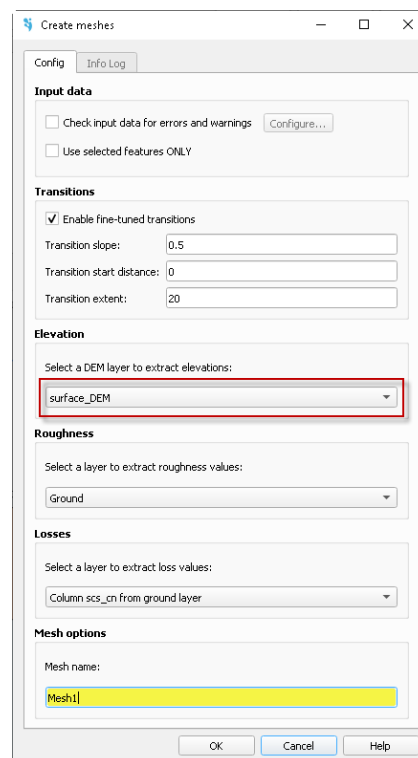 Create meshes
Config Info Log
Input data
Check input data for errors and warnings Configure...
Use selected features ONLY
Transitions
Enable fine-tuned transitions
Transition slope: 0.5
Transition start distance: 0
Transition extent: 20
Elevation
Select a DEM layer to extract elevations:
surface_DEM
Roughness
Select a layer to extract roughness values:
Ground
Losses
Select a layer to extract loss values:
Column scs_cn from ground layer
Mesh options
Mesh name:
Mesh1
OK Cancel Help